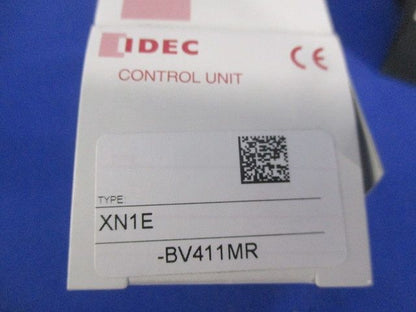 IDEC
CE
CONTROL UNIT
TYPE
XN1E
-BV411MR